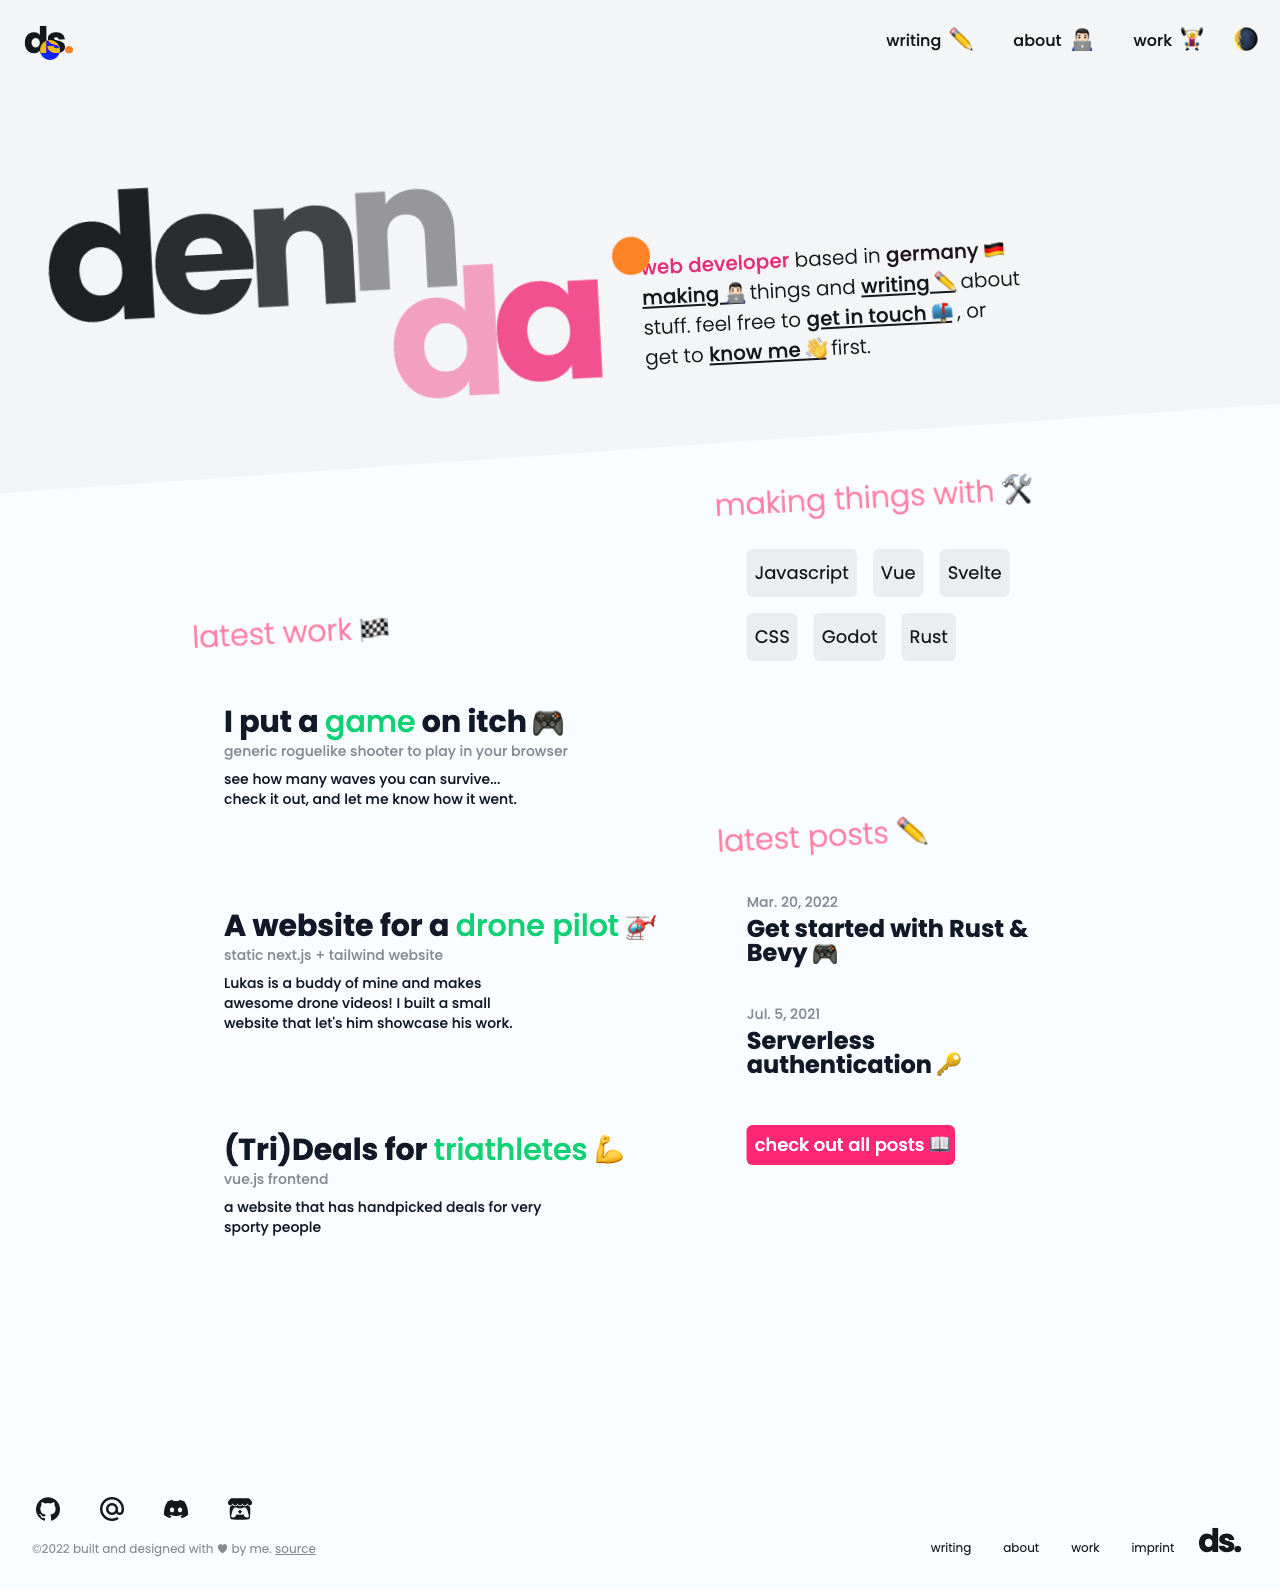 ds.
writing ✏️
about 👨🏻‍💻
work 🏋🏻‍♂️
🌘
denn
da
web developer based in germany 🇩🇪
making 👨🏻‍💻 things and writing ✏️ about
stuff. feel free to get in touch 📬 , or
get to know me 👋 first.
making things with 🛠️
Javascript
Vue
Svelte
CSS
Godot
Rust
latest work 🏁
I put a game on itch 🎮
generic roguelike shooter to play in your browser
see how many waves you can survive...
check it out, and let me know how it went.
A website for a drone pilot 🚁
static next.js + tailwind website
Lukas is a buddy of mine and makes
awesome drone videos! I built a small
website that let's him showcase his work.
(Tri)Deals for triathletes 💪
vue.js frontend
a website that has handpicked deals for very
sporty people
latest posts ✏️
Mar. 20, 2022
Get started with Rust &
Bevy 🎮
Jul. 5, 2021
Serverless
authentication 🔑
check out all posts 📖
©2022 built and designed with ♥ by me. source
writing
about
work
imprint
ds.